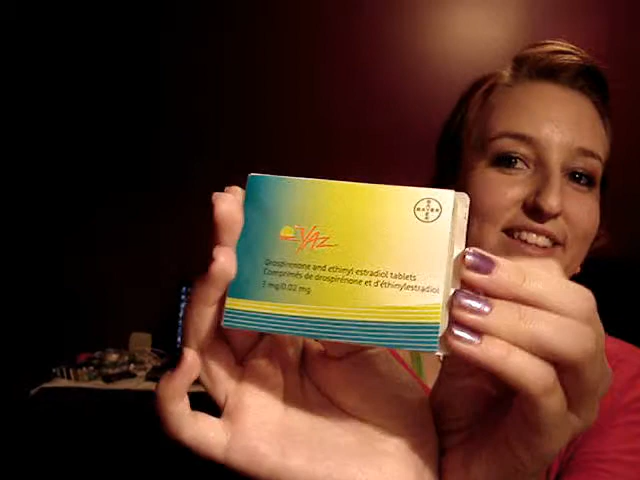 BAYER
YAZ
Drospirenone and ethinyl estradiol tablets
Comprimés de drospirénone et d'éthinylestradiol
3 mg/0.02 mg